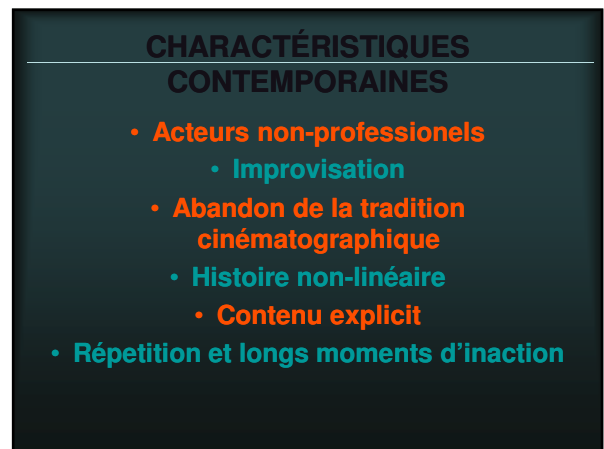 CHARACTÉRISTIQUES
CONTEMPORAINES
• Acteurs non-professionels
• Improvisation
• Abandon de la tradition
cinématographique
• Histoire non-linéaire
• Contenu explicit
• Répetition et longs moments d'inaction